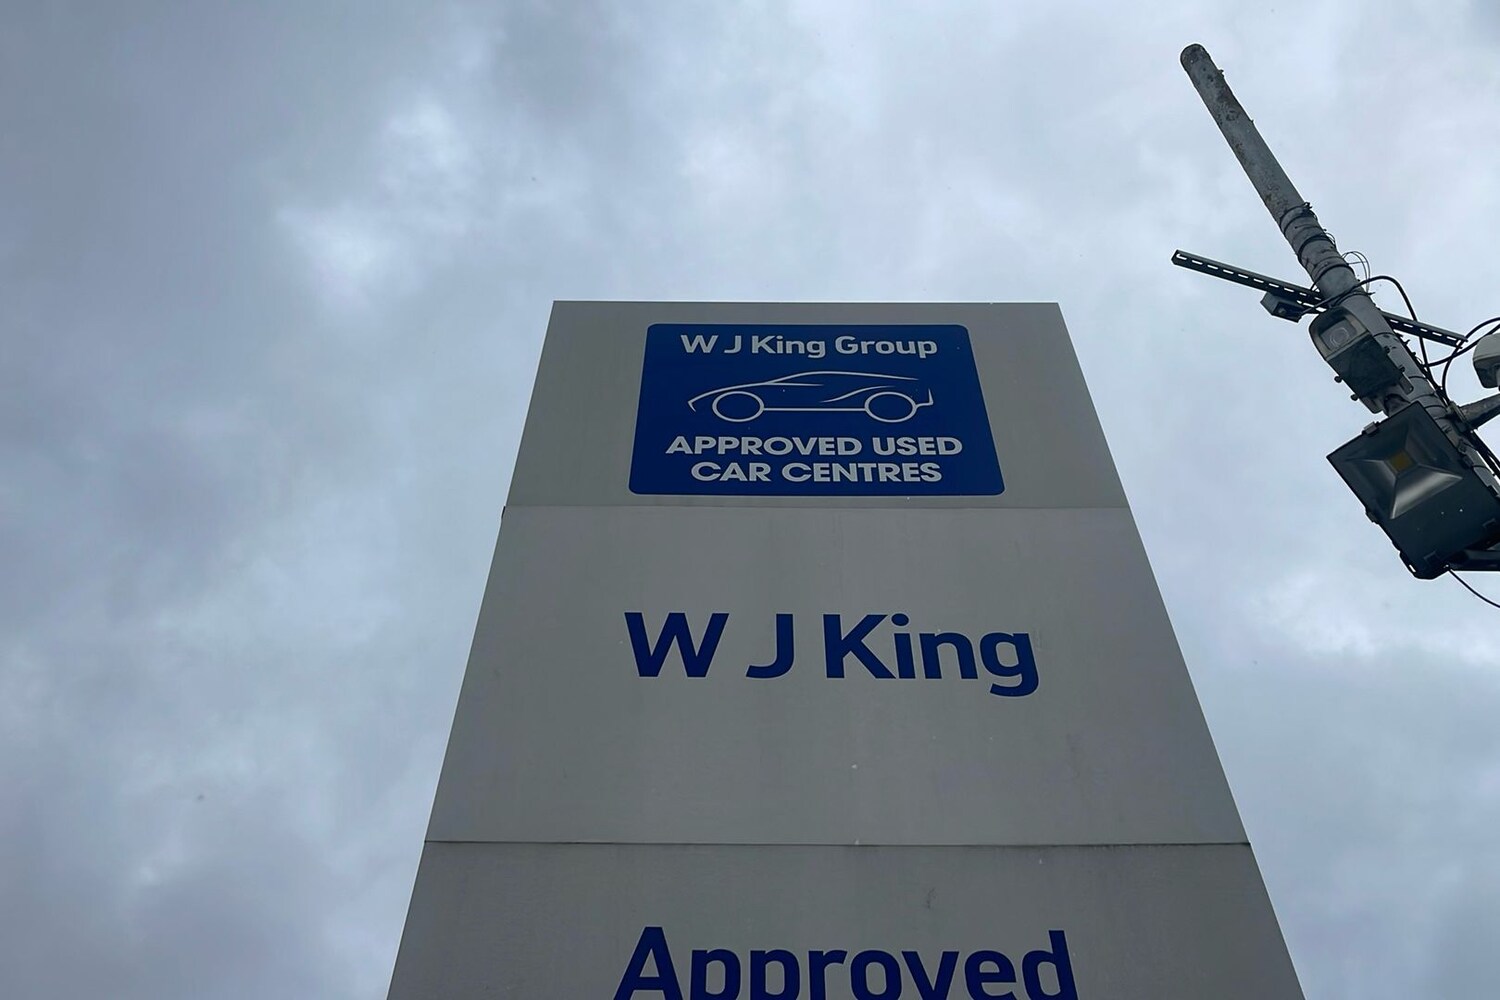 W J King Group
APPROVED USED
CAR CENTRES
W J King
Approved